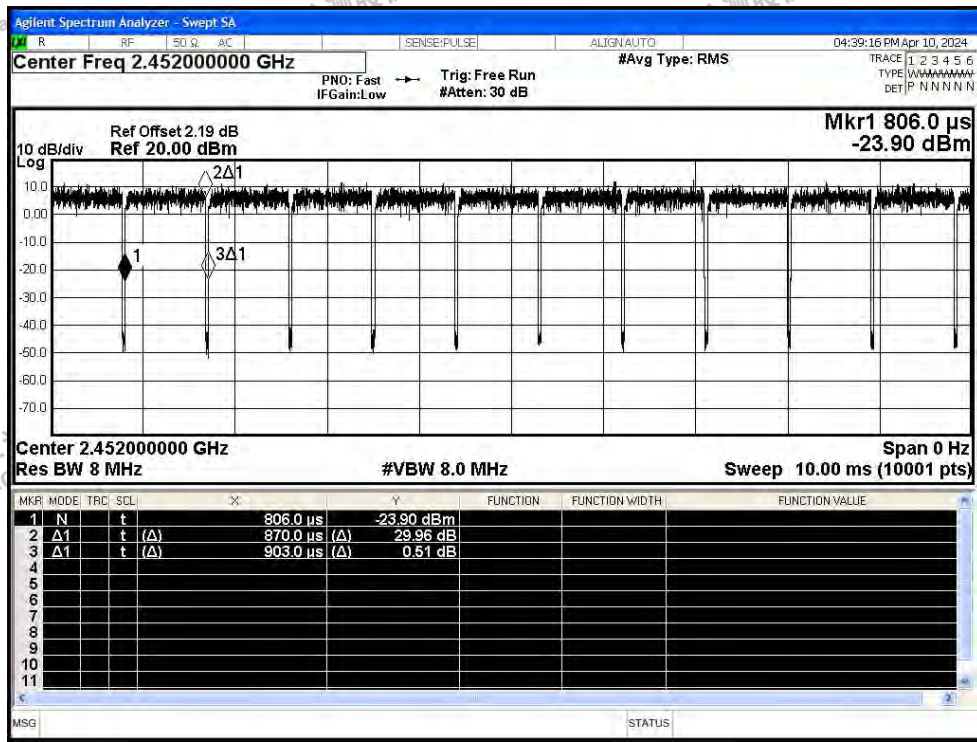 Agilent Spectrum Analyzer - Swept SA
R RF 50 Ω AC SENSE:PULSE ALIGN AUTO 04:39:16 PM Apr 10, 2024
Center Freq 2.452000000 GHz
PNO: Fast
IFGain:Low
Trig: Free Run
#Atten: 30 dB
#Avg Type: RMS
TRACE 1 2 3 4 5 6
TYPE
DET P N N N N N
Mkr1 806.0 µs
-23.90 dBm
Ref Offset 2.19 dB
10 dB/div Ref 20.00 dBm
Log
2Δ1
10.0
0.00
-10.0
1
3Δ1
-20.0
-30.0
-40.0
-50.0
-60.0
-70.0
Center 2.452000000 GHz Span 0 Hz
Res BW 8 MHz #VBW 8.0 MHz Sweep 10.00 ms (10001 pts)
MKR MODE TRC SCL X Y FUNCTION FUNCTION WIDTH FUNCTION VALUE
1 N t 806.0 µs -23.90 dBm
2 Δ1 t (Δ) 870.0 µs (Δ) 29.96 dB
3 Δ1 t (Δ) 903.0 µs (Δ) 0.51 dB
4
5
6
7
8
9
10
11
MSG STATUS